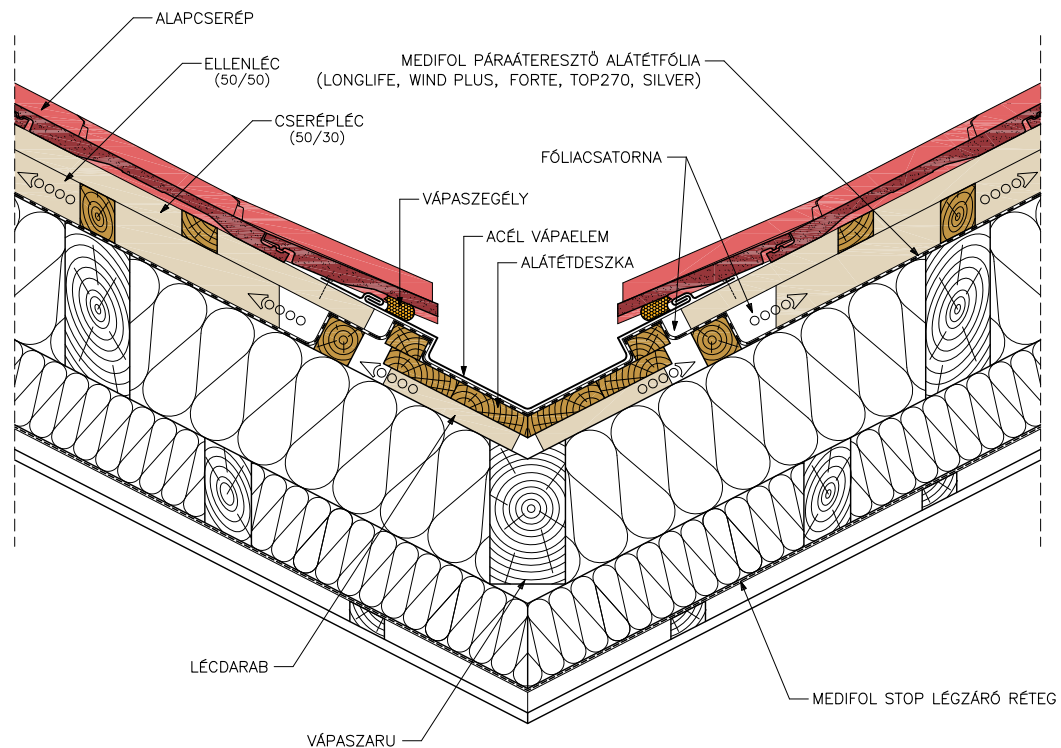 ALAPCSERÉP
ELLENLÉC
(50/50)
CSERÉPLÉC
(50/30)
MEDIFOL PÁRAÁTERESZTŐ ALÁTÉTFÓLIA
(LONGLIFE, WIND PLUS, FORTE, TOP270, SILVER)
FÓLIACSATORNA
VÁPASZEGÉLY
ACÉL VÁPAELEM
ALÁTÉTDESZKA
LÉCDARAB
MEDIFOL STOP LÉGZÁRÓ RÉTEG
VÁPASZARU